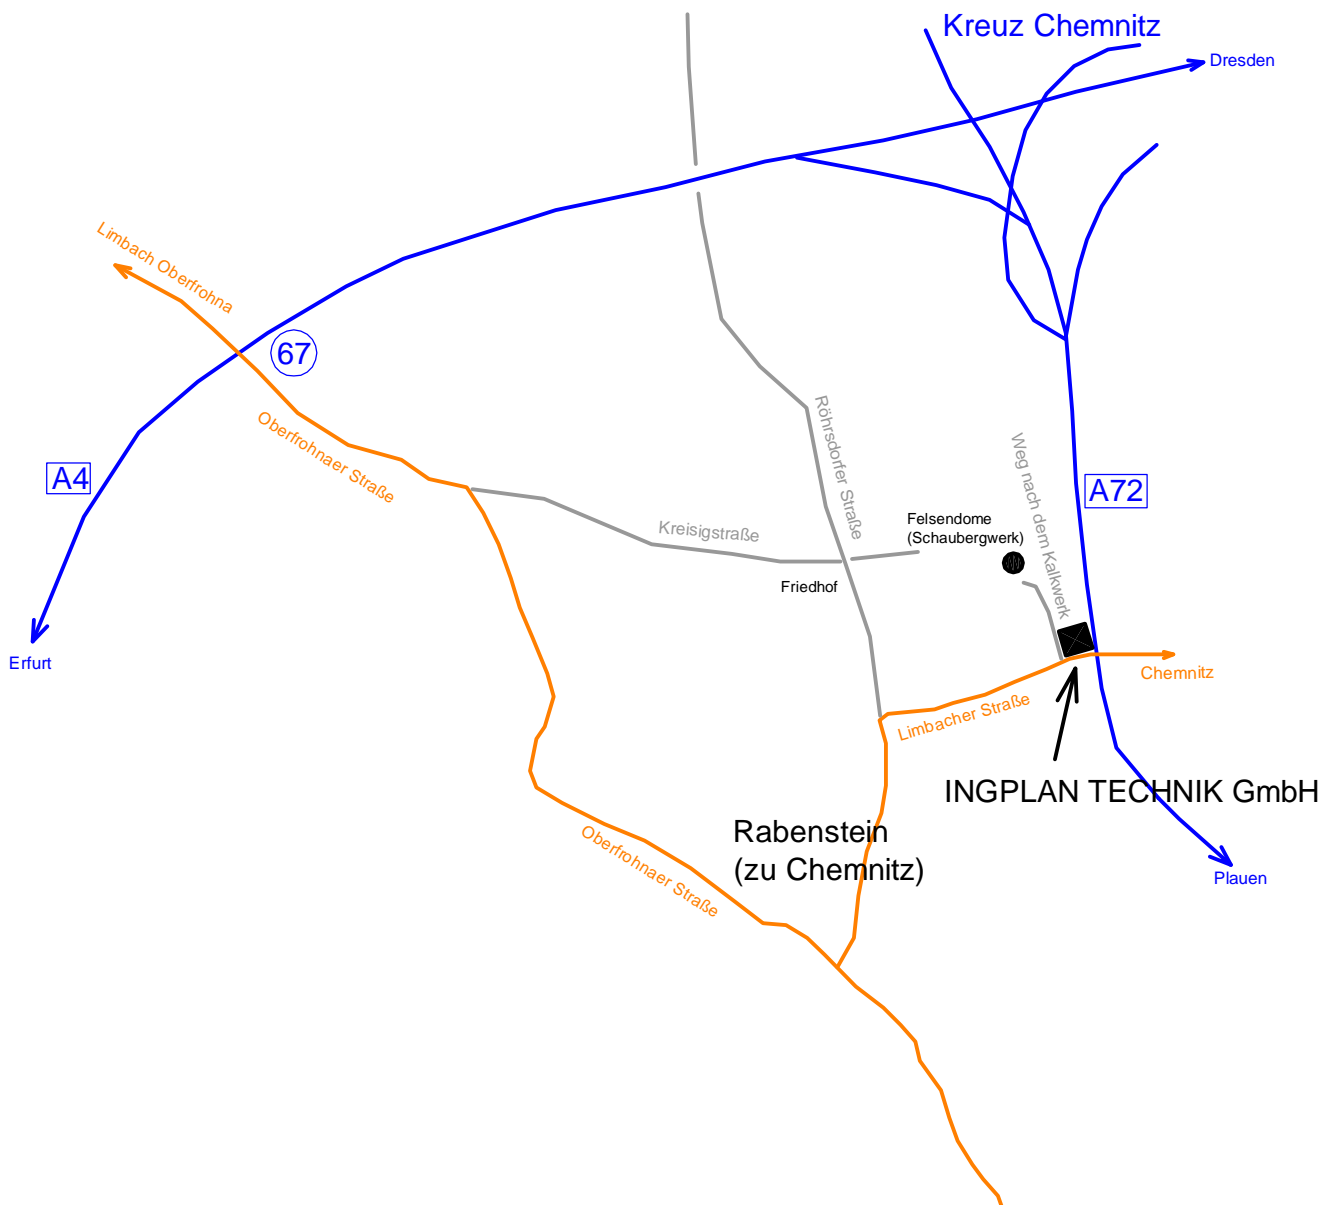 Kreuz Chemnitz
Dresden
Limbach Oberfrohna
67
Oberfrohnaer Straße
Röhrsdorfer Straße
Weg nach dem Kalkwerk
A4
A72
Kreisigstraße
Felsendome
(Schaubergwerk)
Friedhof
Erfurt
Chemnitz
Limbacher Straße
INGPLAN TECHNIK GmbH
Rabenstein
(zu Chemnitz)
Oberfrohnaer Straße
Plauen